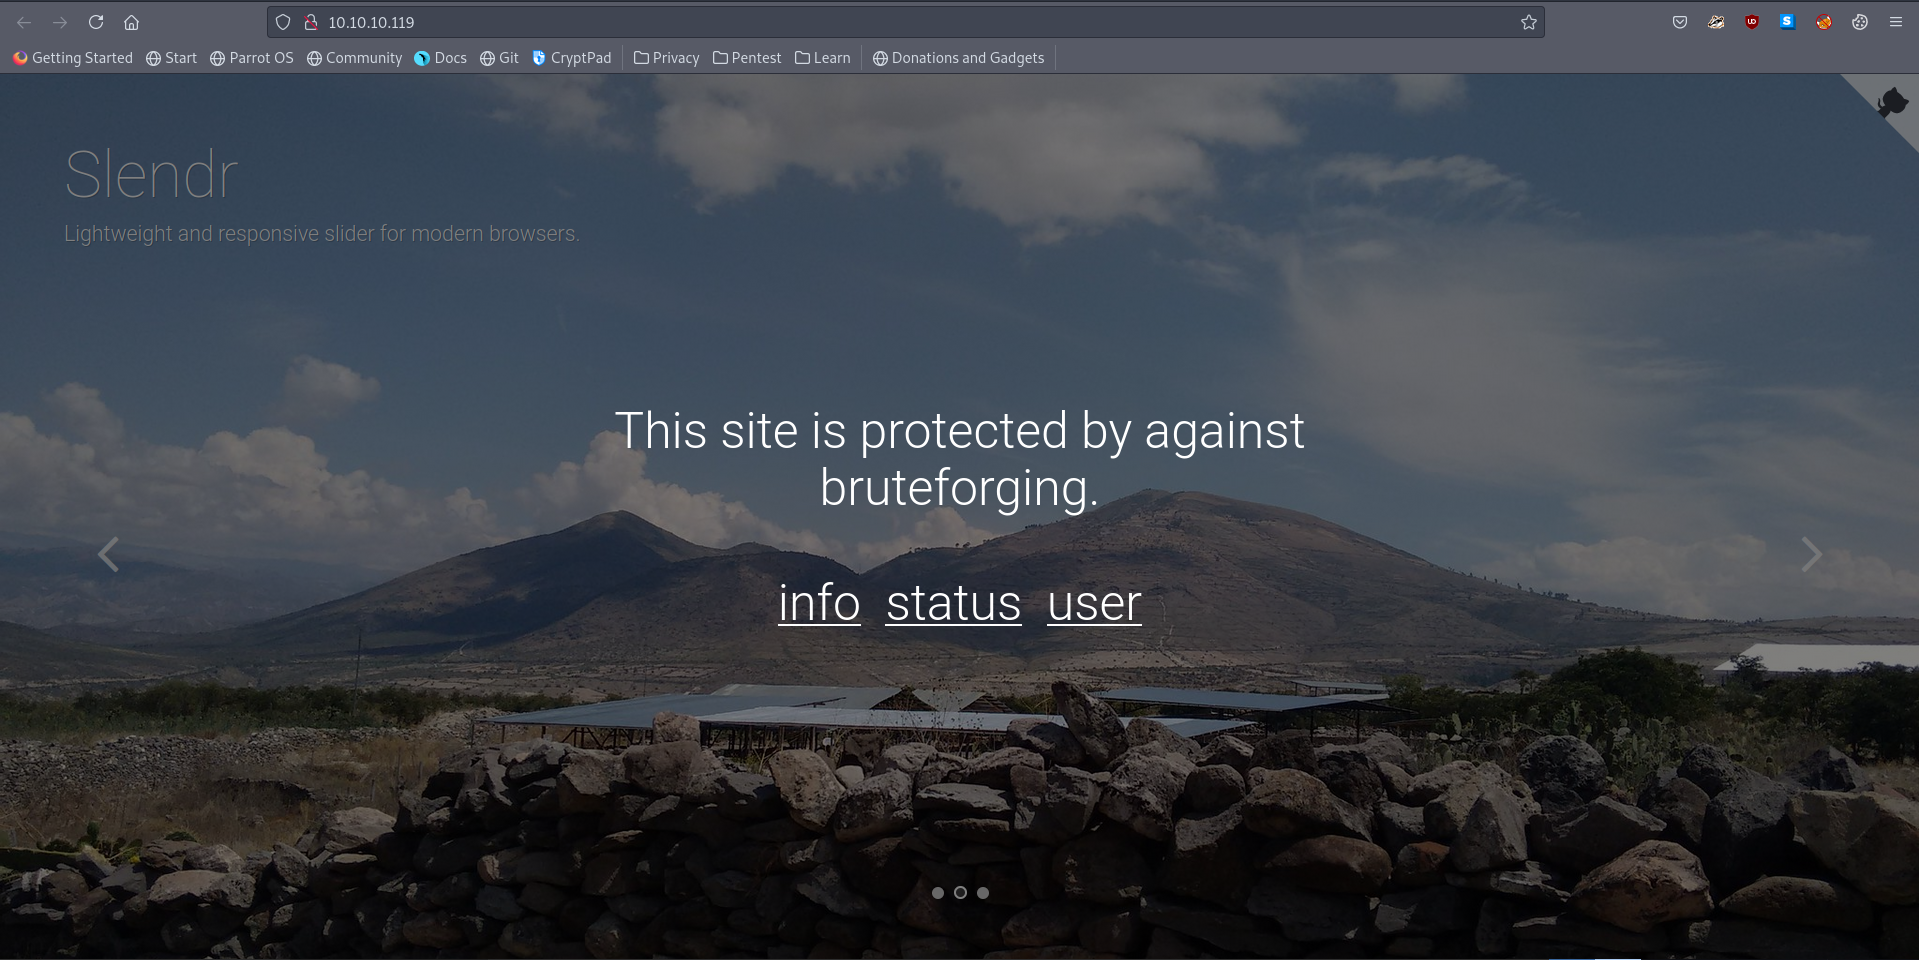 10.10.10.119
Getting Started Start Parrot OS Community Docs Git CryptPad Privacy Pentest Learn Donations and Gadgets
Slendr
Lightweight and responsive slider for modern browsers.
This site is protected by against
bruteforging.
info status user